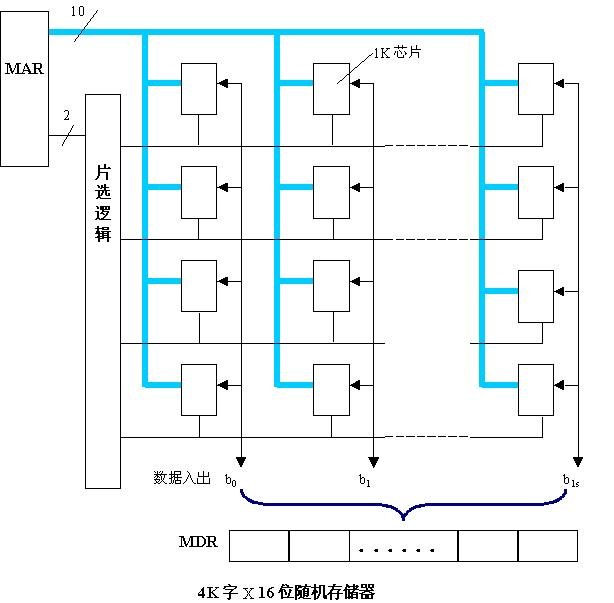 10
MAR
1K 芯片
2
片选逻辑
数据入出 b0 b1 b1s
MDR
......
4K 字 X 16 位随机存储器